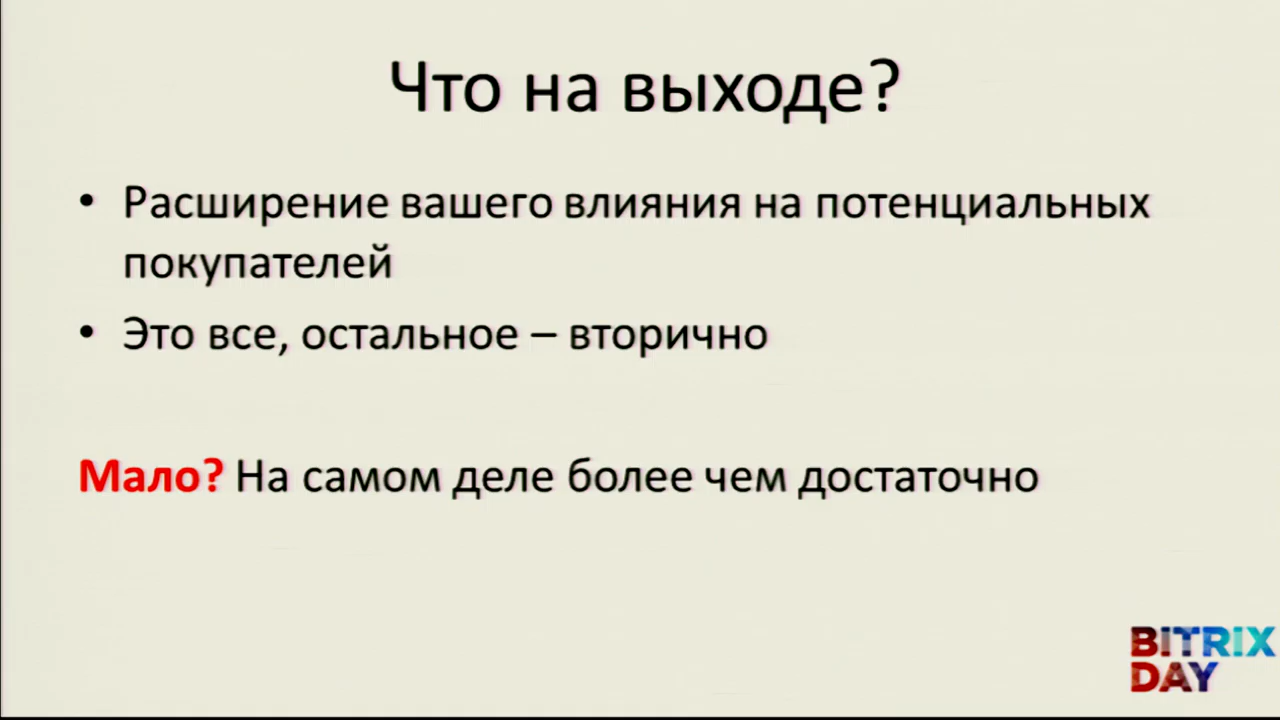 Что на выходе?
• Расширение вашего влияния на потенциальных
покупателей
• Это все, остальное – вторично
Мало? На самом деле более чем достаточно
BITRIX
DAY